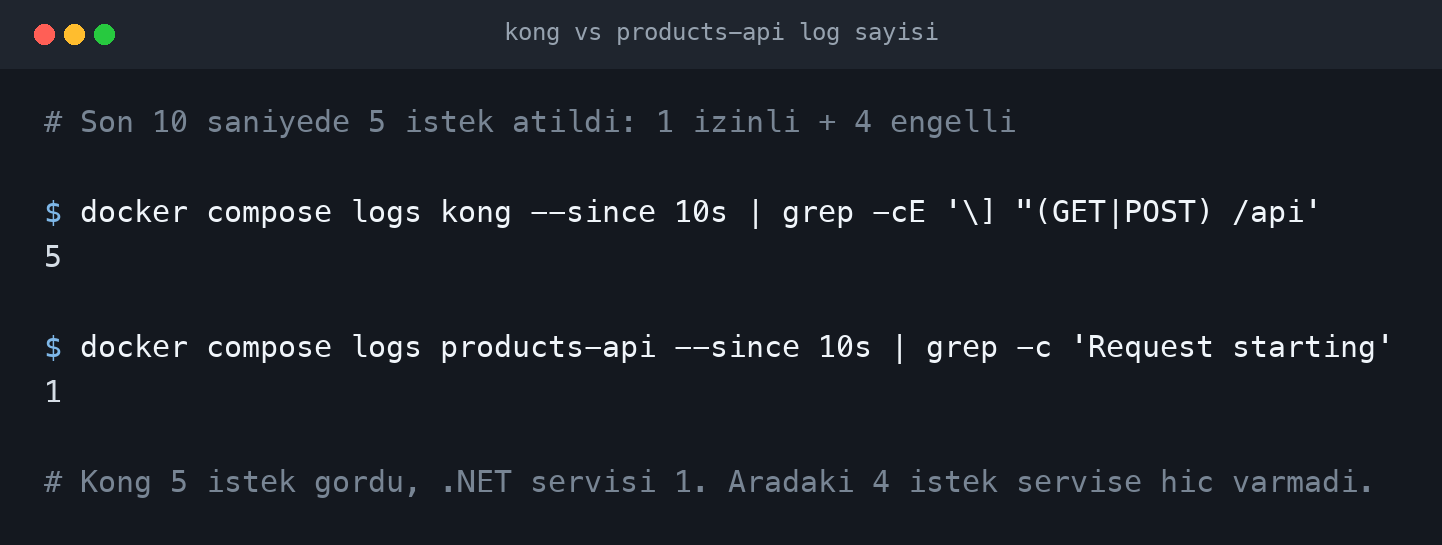 kong vs products-api log sayisi
# Son 10 saniyede 5 istek atildi: 1 izinli + 4 engelli
$ docker compose logs kong --since 10s | grep -cE '\] "(GET|POST) /api'
5
$ docker compose logs products-api --since 10s | grep -c 'Request starting'
1
# Kong 5 istek gordu, .NET servisi 1. Aradaki 4 istek servise hic varmadi.